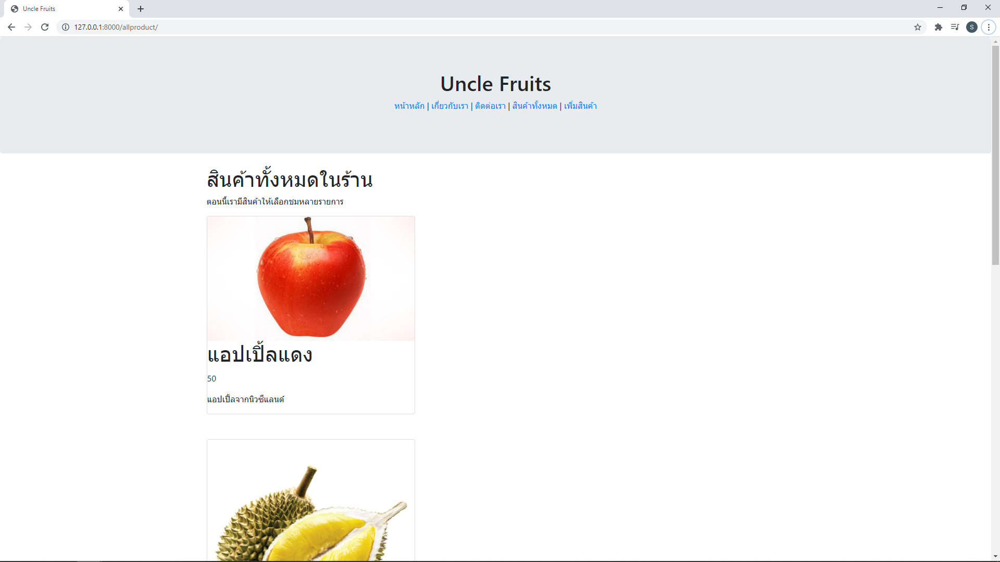 Uncle Fruits
127.0.0.1:8000/allproduct/
S
Uncle Fruits
หน้าหลัก | เกี่ยวกับเรา | ติดต่อเรา | สินค้าทั้งหมด | เพิ่มสินค้า
สินค้าทั้งหมดในร้าน
ตอนนี้เรามีสินค้าให้เลือกชมหลายรายการ
แอปเปิ้ลแดง
50
แอปเปิ้ลจากนิวซีแลนด์